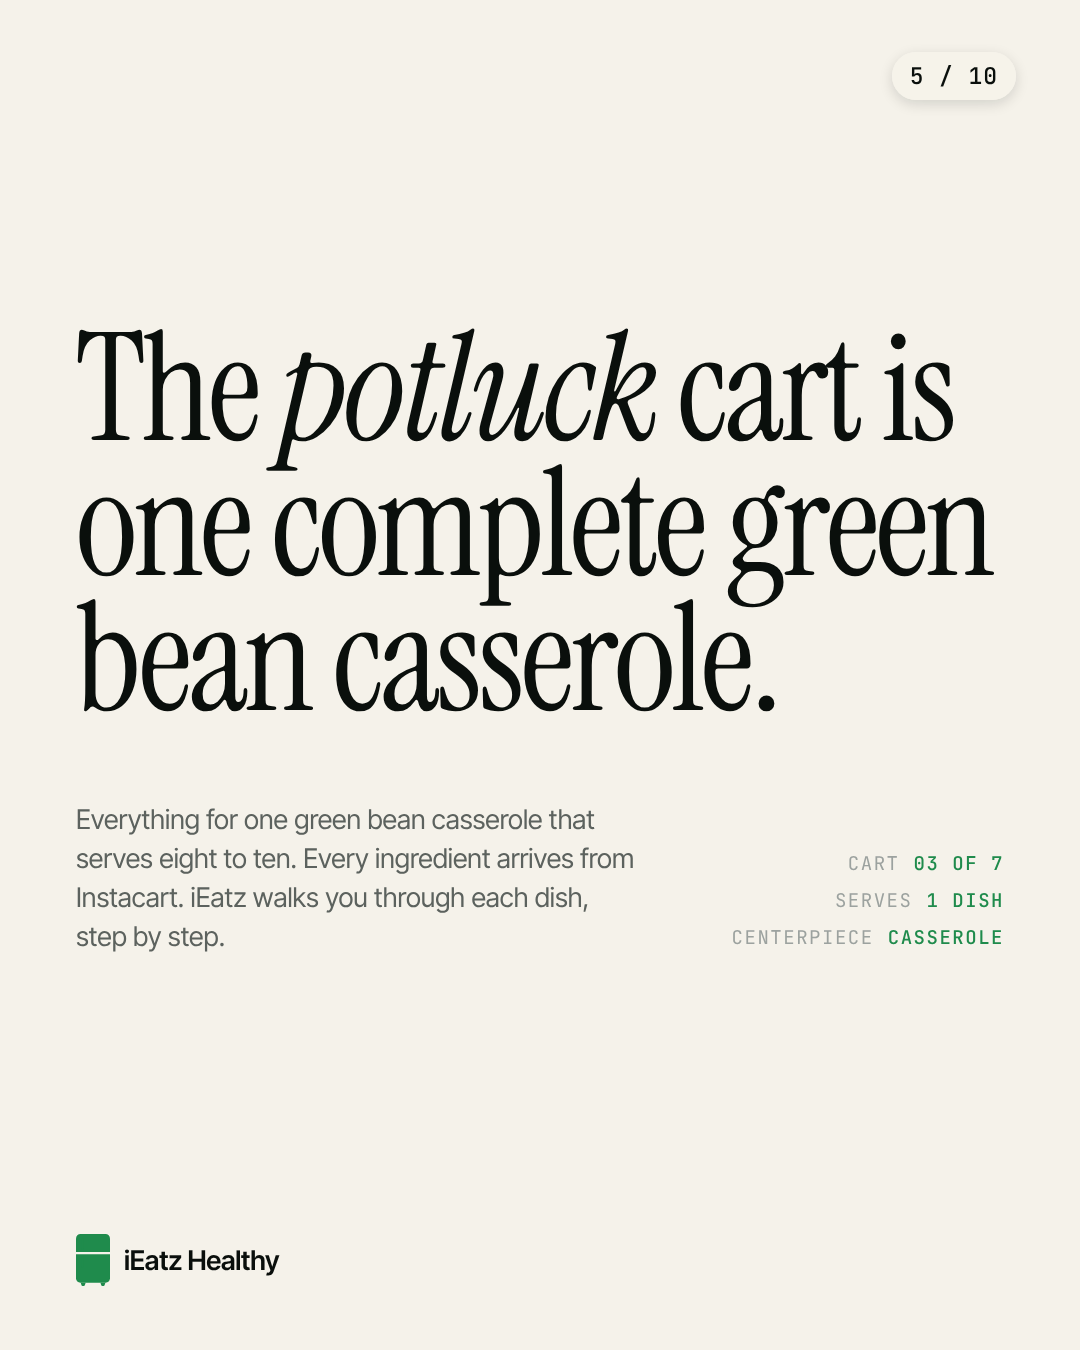 5 / 10
The potluck cart is
one complete green
bean casserole.
Everything for one green bean casserole that
serves eight to ten. Every ingredient arrives from
Instacart. iEatz walks you through each dish,
step by step.
CART 03 OF 7
SERVES 1 DISH
CENTERPIECE CASSEROLE
iEatz Healthy